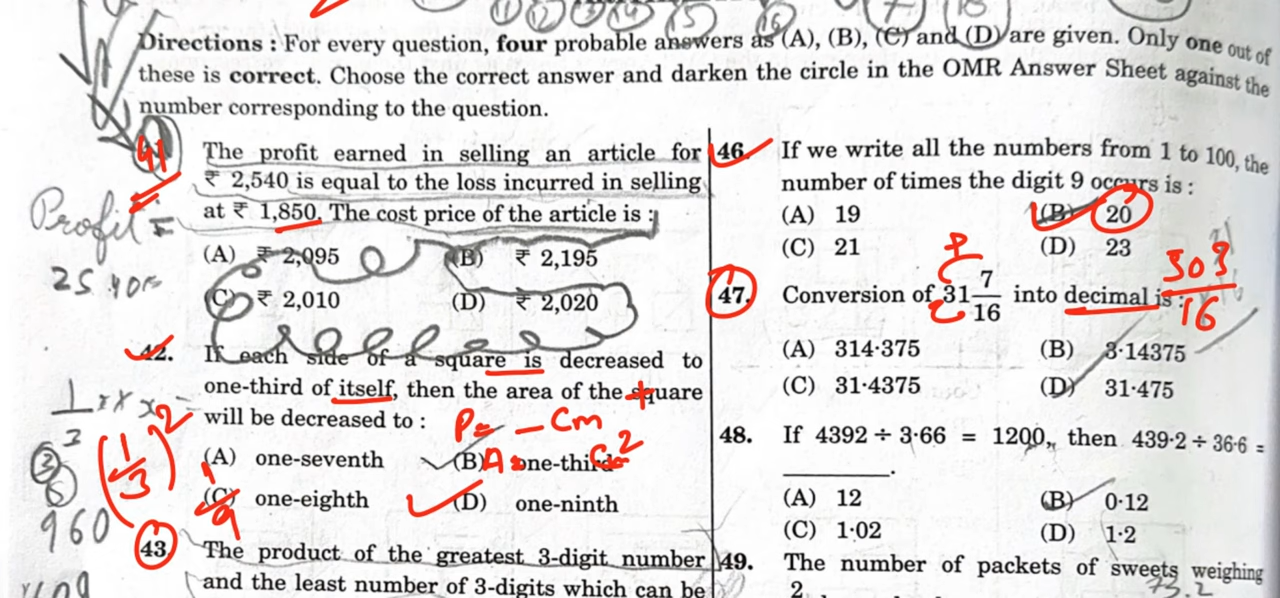 Directions : For every question, four probable answers as (A), (B), (C) and (D) are given. Only one out of
these is correct. Choose the correct answer and darken the circle in the OMR Answer Sheet against the
number corresponding to the question.
41
The profit earned in selling an article for
₹ 2,540 is equal to the loss incurred in selling
at ₹ 1,850. The cost price of the article is :
Profit =
(A) ₹ 2,095 (B) ₹ 2,195
(C) ₹ 2,010 (D) ₹ 2,020
42. If each side of a square is decreased to
one-third of itself, then the area of the square
will be decreased to :
P = – Cm
(A) one-seventh (B) one-third
(C) one-eighth (D) one-ninth
(1/3)²
1/9
960
43. The product of the greatest 3-digit number
and the least number of 3-digits which can be
46. If we write all the numbers from 1 to 100, the
number of times the digit 9 occurs is :
(A) 19 (B) 20
(C) 21 (D) 23
47. Conversion of 31 7/16 into decimal is :
303/16
(A) 314·375 (B) 3·14375
(C) 31·4375 (D) 31·475
48. If 4392 ÷ 3·66 = 1200, then 439·2 ÷ 36·6 =
__________.
(A) 12 (B) 0·12
(C) 1·02 (D) 1·2
49. The number of packets of sweets weighing
73.2